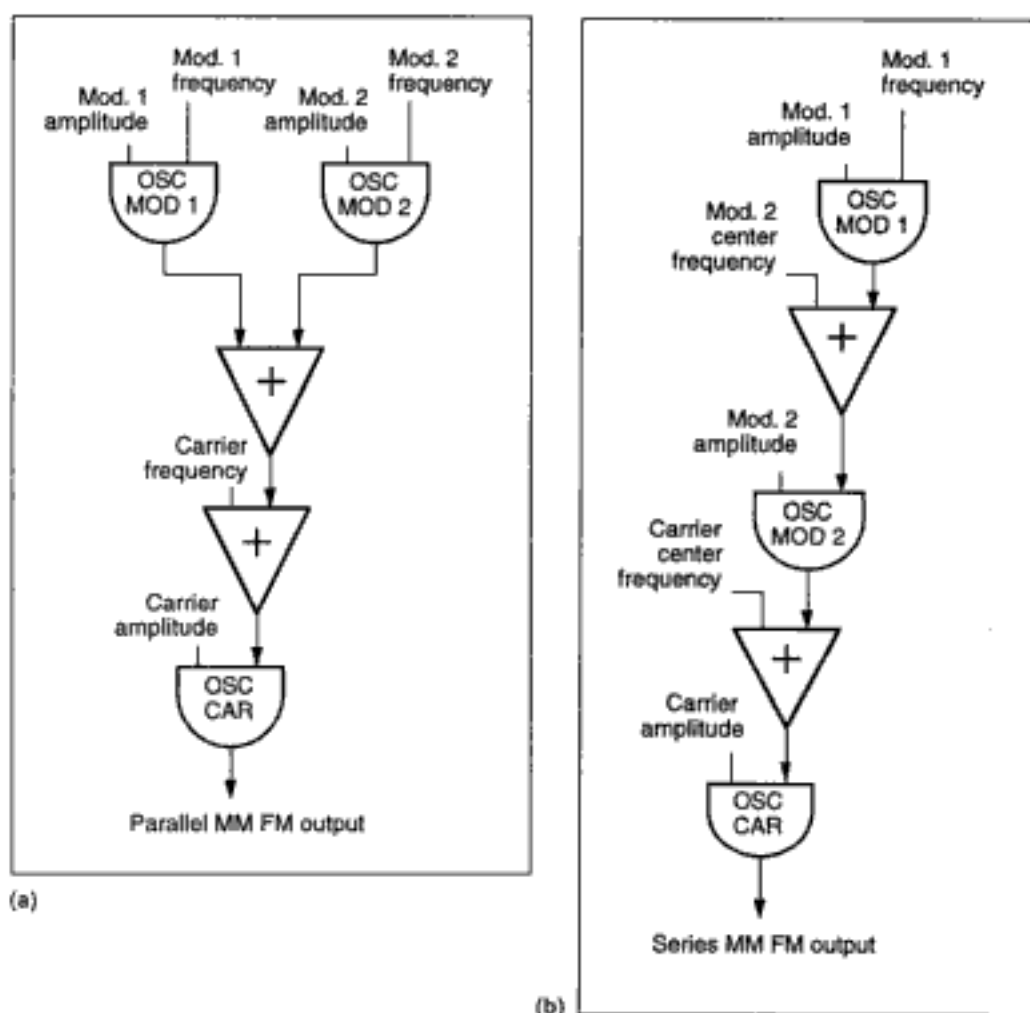 Mod. 1
frequency
Mod. 1
amplitude
Mod. 2
frequency
Mod. 2
amplitude
OSC
MOD 1
OSC
MOD 2
+
Carrier
frequency
+
Carrier
amplitude
OSC
CAR
Parallel MM FM output
(a)
Mod. 1
frequency
Mod. 1
amplitude
OSC
MOD 1
Mod. 2
center
frequency
+
Mod. 2
amplitude
OSC
MOD 2
Carrier
center
frequency
+
Carrier
amplitude
OSC
CAR
Series MM FM output
(b)